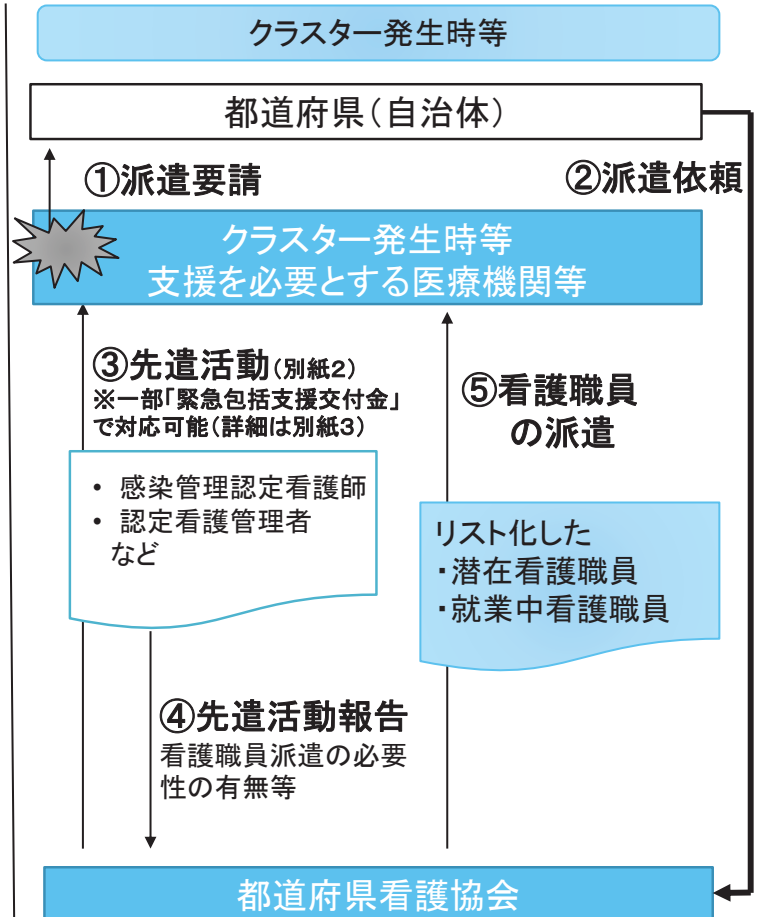 クラスター発生時等
都道府県（自治体）
①派遣要請
②派遣依頼
クラスター発生時等
支援を必要とする医療機関等
③先遣活動（別紙2）
※一部「緊急包括支援交付金」
で対応可能（詳細は別紙3）
• 感染管理認定看護師
• 認定看護管理者
など
④先遣活動報告
看護職員派遣の必要
性の有無等
⑤看護職員
の派遣
リスト化した
・潜在看護職員
・就業中看護職員
都道府県看護協会